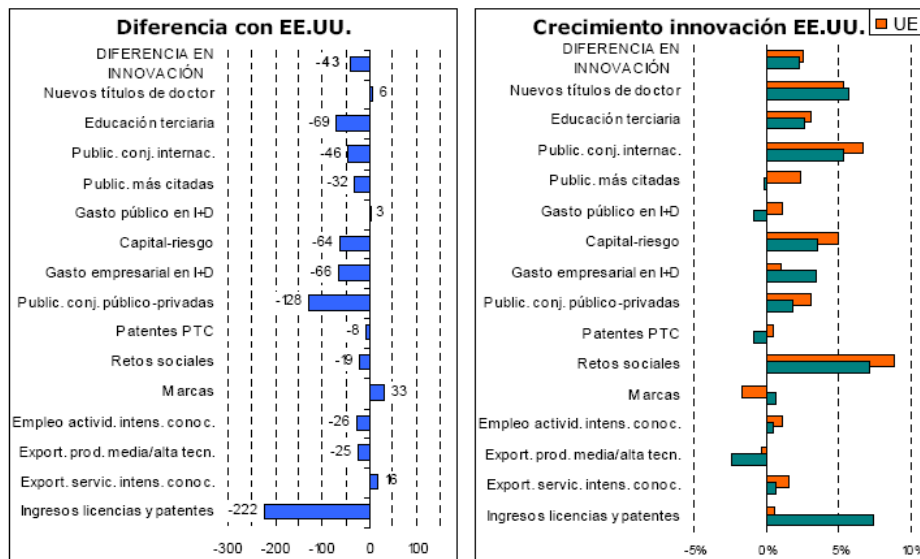 Diferencia con EE.UU.
DIFERENCIA EN
INNOVACIÓN
-43
Nuevos títulos de doctor
6
Educación terciaria
-69
Public. conj. internac.
-46
Public. más citadas
-32
Gasto público en I+D
3
Capital-riesgo
-64
Gasto empresarial en I+D
-66
Public. conj. público-privadas
-128
Patentes PTC
-8
Retos sociales
-19
Marcas
33
Empleo activid. intens. conoc.
-26
Export. prod. media/alta tecn.
-25
Export. servic. intens. conoc.
16
Ingresos licencias y patentes
-222
-300 -200 -100 0 100
Crecimiento innovación EE.UU.
UE
DIFERENCIA EN
INNOVACIÓN
Nuevos títulos de doctor
Educación terciaria
Public. conj. internac.
Public. más citadas
Gasto público en I+D
Capital-riesgo
Gasto empresarial en I+D
Public. conj. público-privadas
Patentes PTC
Retos sociales
Marcas
Empleo activid. intens. conoc.
Export. prod. media/alta tecn.
Export. servic. intens. conoc.
Ingresos licencias y patentes
-5% 0% 5% 10%